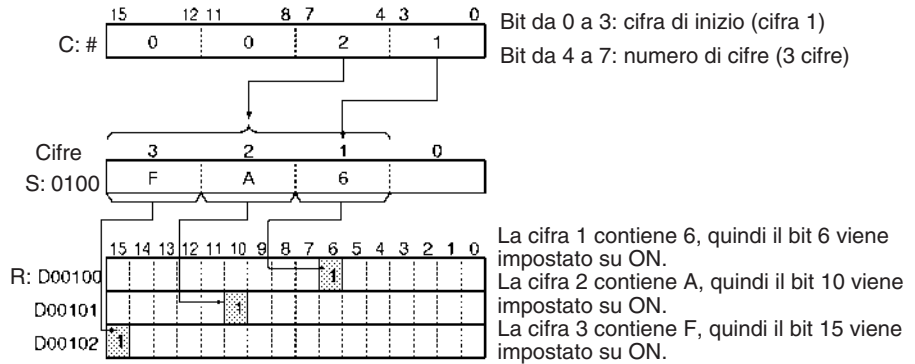 15 12 11 8 7 4 3 0
C: # 0 0 2 1
Bit da 0 a 3: cifra di inizio (cifra 1)
Bit da 4 a 7: numero di cifre (3 cifre)
Cifre 3 2 1 0
S: 0100 F A 6
15 14 13 12 11 10 9 8 7 6 5 4 3 2 1 0
R: D00100 1
D00101 1
D00102 1
La cifra 1 contiene 6, quindi il bit 6 viene
impostato su ON.
La cifra 2 contiene A, quindi il bit 10 viene
impostato su ON.
La cifra 3 contiene F, quindi il bit 15 viene
impostato su ON.